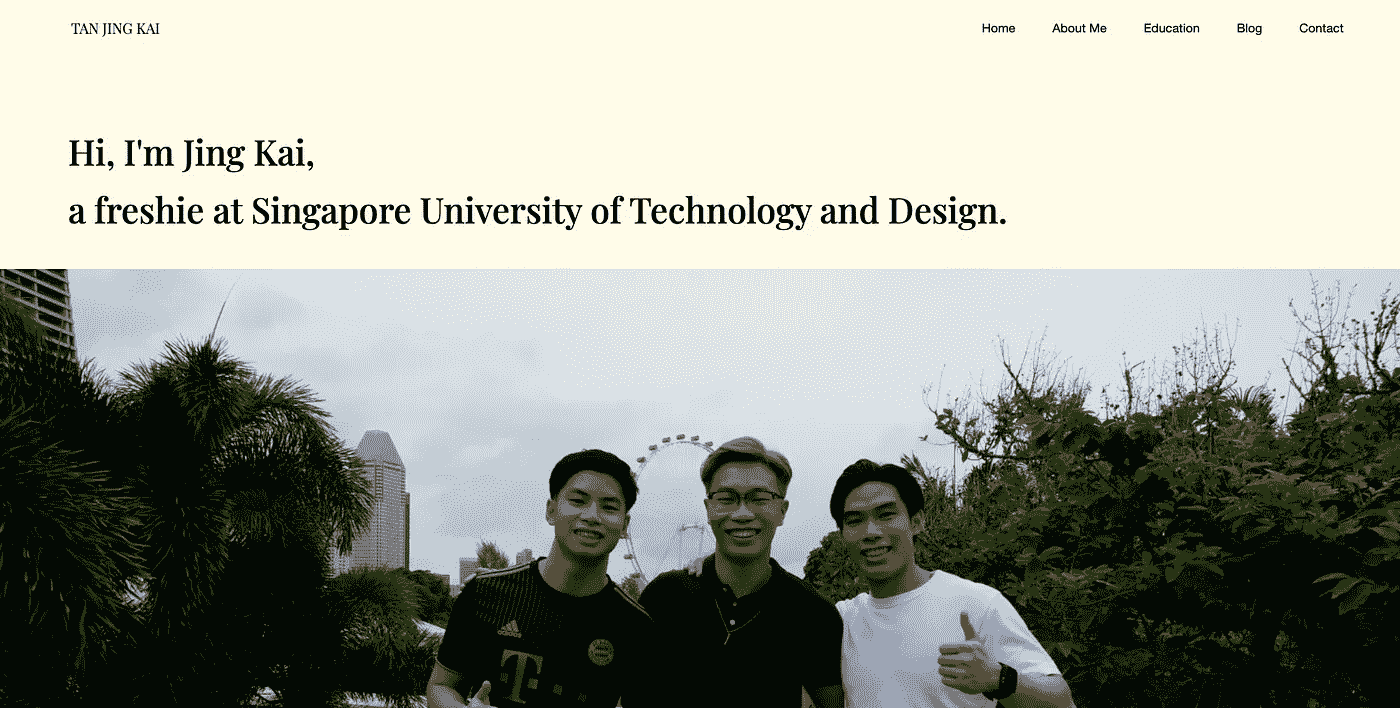 TAN JING KAI
Home About Me Education Blog Contact
Hi, I'm Jing Kai,
a freshie at Singapore University of Technology and Design.
T